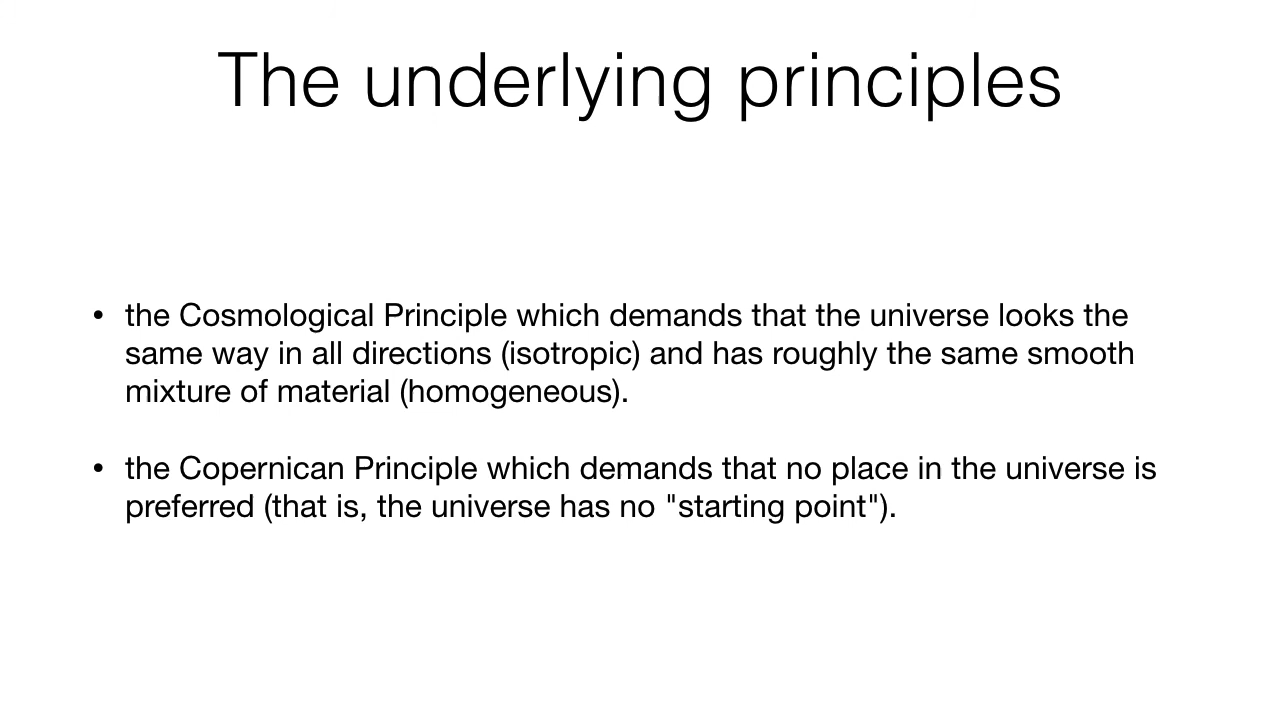 The underlying principles
• the Cosmological Principle which demands that the universe looks the
same way in all directions (isotropic) and has roughly the same smooth
mixture of material (homogeneous).
• the Copernican Principle which demands that no place in the universe is
preferred (that is, the universe has no "starting point").